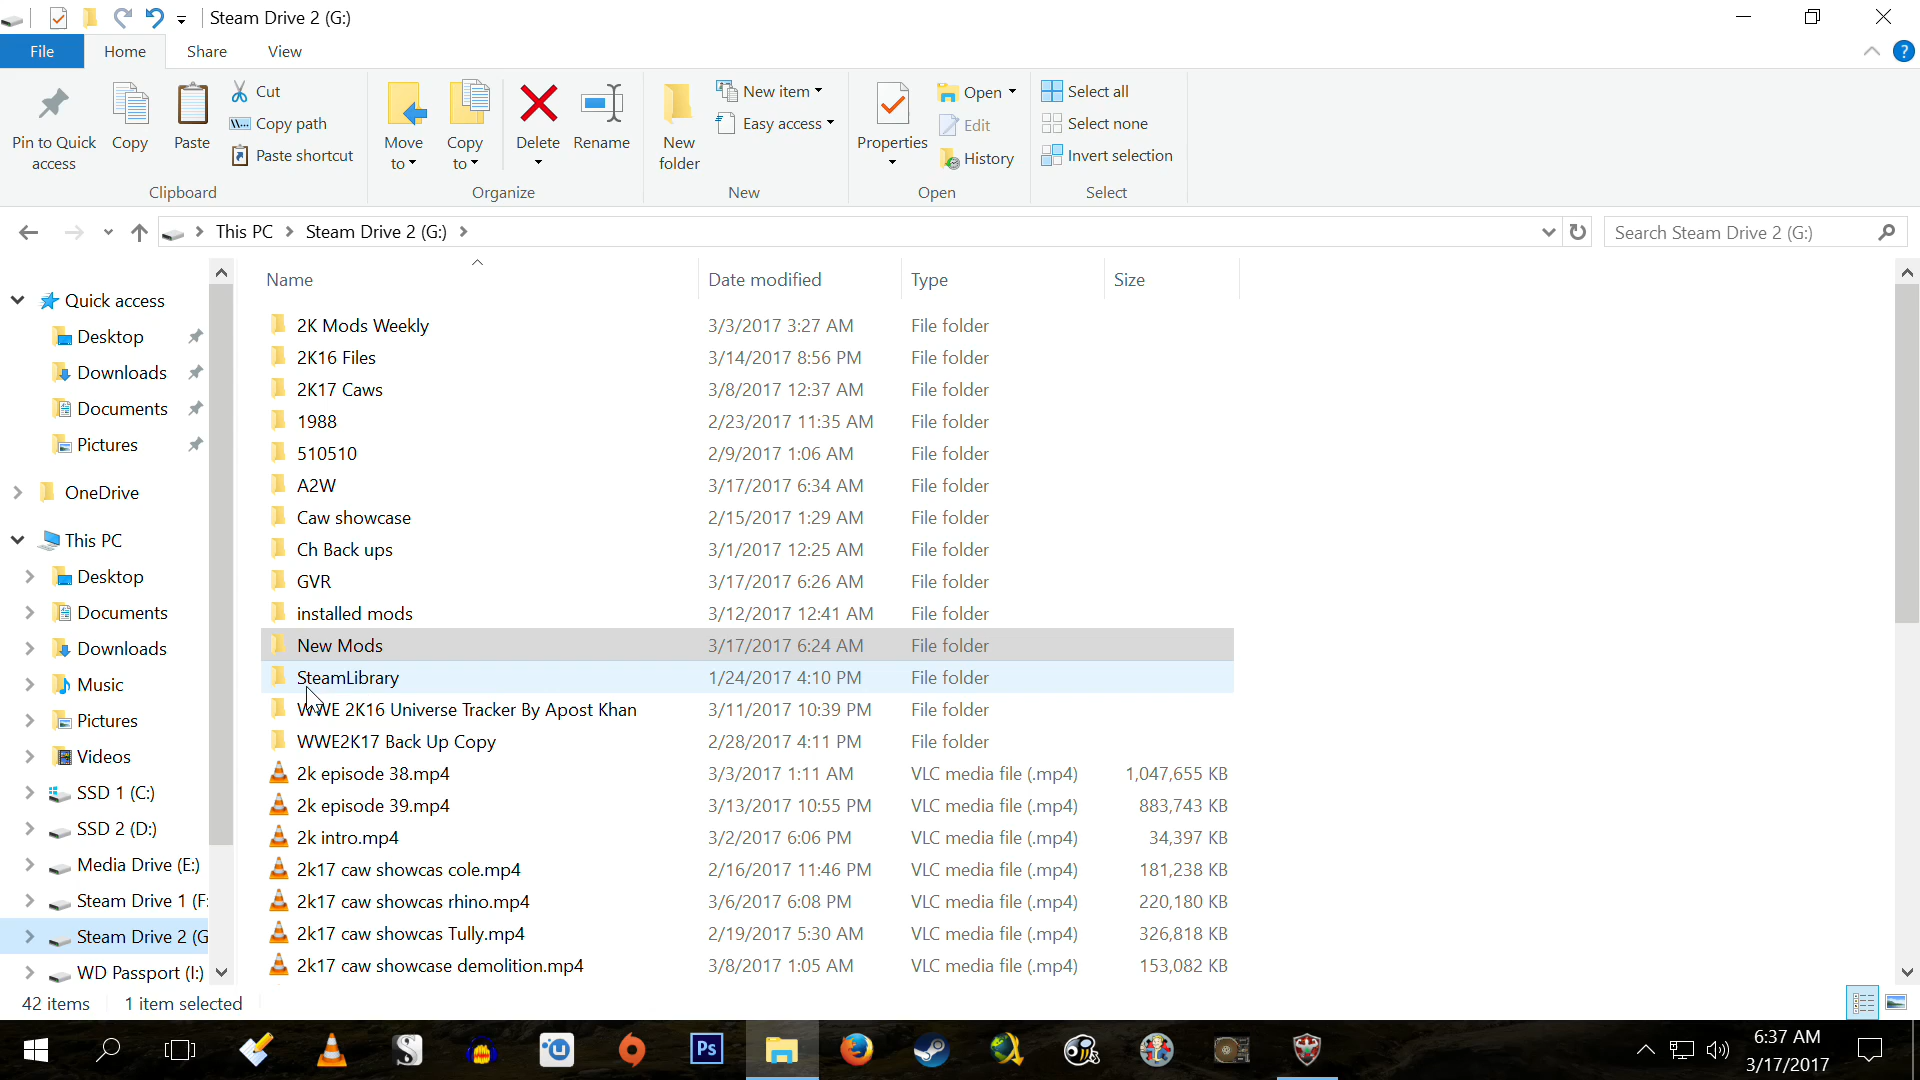 Steam Drive 2 (G:)
File Home Share View
Pin to Quick access
Copy
Paste
Cut
Copy path
Paste shortcut
Clipboard
Move to
Copy to
Delete
Rename
Organize
New folder
New item
Easy access
New
Properties
Open
Edit
History
Open
Select all
Select none
Invert selection
Select
This PC Steam Drive 2 (G:)
Search Steam Drive 2 (G:)
Quick access
Desktop
Downloads
Documents
Pictures
OneDrive
This PC
Desktop
Documents
Downloads
Music
Pictures
Videos
SSD 1 (C:)
SSD 2 (D:)
Media Drive (E:)
Steam Drive 1 (F:
Steam Drive 2 (G
WD Passport (I:)
Name Date modified Type Size
2K Mods Weekly 3/3/2017 3:27 AM File folder
2K16 Files 3/14/2017 8:56 PM File folder
2K17 Caws 3/8/2017 12:37 AM File folder
1988 2/23/2017 11:35 AM File folder
510510 2/9/2017 1:06 AM File folder
A2W 3/17/2017 6:34 AM File folder
Caw showcase 2/15/2017 1:29 AM File folder
Ch Back ups 3/1/2017 12:25 AM File folder
GVR 3/17/2017 6:26 AM File folder
installed mods 3/12/2017 12:41 AM File folder
New Mods 3/17/2017 6:24 AM File folder
SteamLibrary 1/24/2017 4:10 PM File folder
WWE 2K16 Universe Tracker By Apost Khan 3/11/2017 10:39 PM File folder
WWE2K17 Back Up Copy 2/28/2017 4:11 PM File folder
2k episode 38.mp4 3/3/2017 1:11 AM VLC media file (.mp4) 1,047,655 KB
2k episode 39.mp4 3/13/2017 10:55 PM VLC media file (.mp4) 883,743 KB
2k intro.mp4 3/2/2017 6:06 PM VLC media file (.mp4) 34,397 KB
2k17 caw showcas cole.mp4 2/16/2017 11:46 PM VLC media file (.mp4) 181,238 KB
2k17 caw showcas rhino.mp4 3/6/2017 6:08 PM VLC media file (.mp4) 220,180 KB
2k17 caw showcas Tully.mp4 2/19/2017 5:30 AM VLC media file (.mp4) 326,818 KB
2k17 caw showcase demolition.mp4 3/8/2017 1:05 AM VLC media file (.mp4) 153,082 KB
42 items 1 item selected
Ps
6:37 AM
3/17/2017